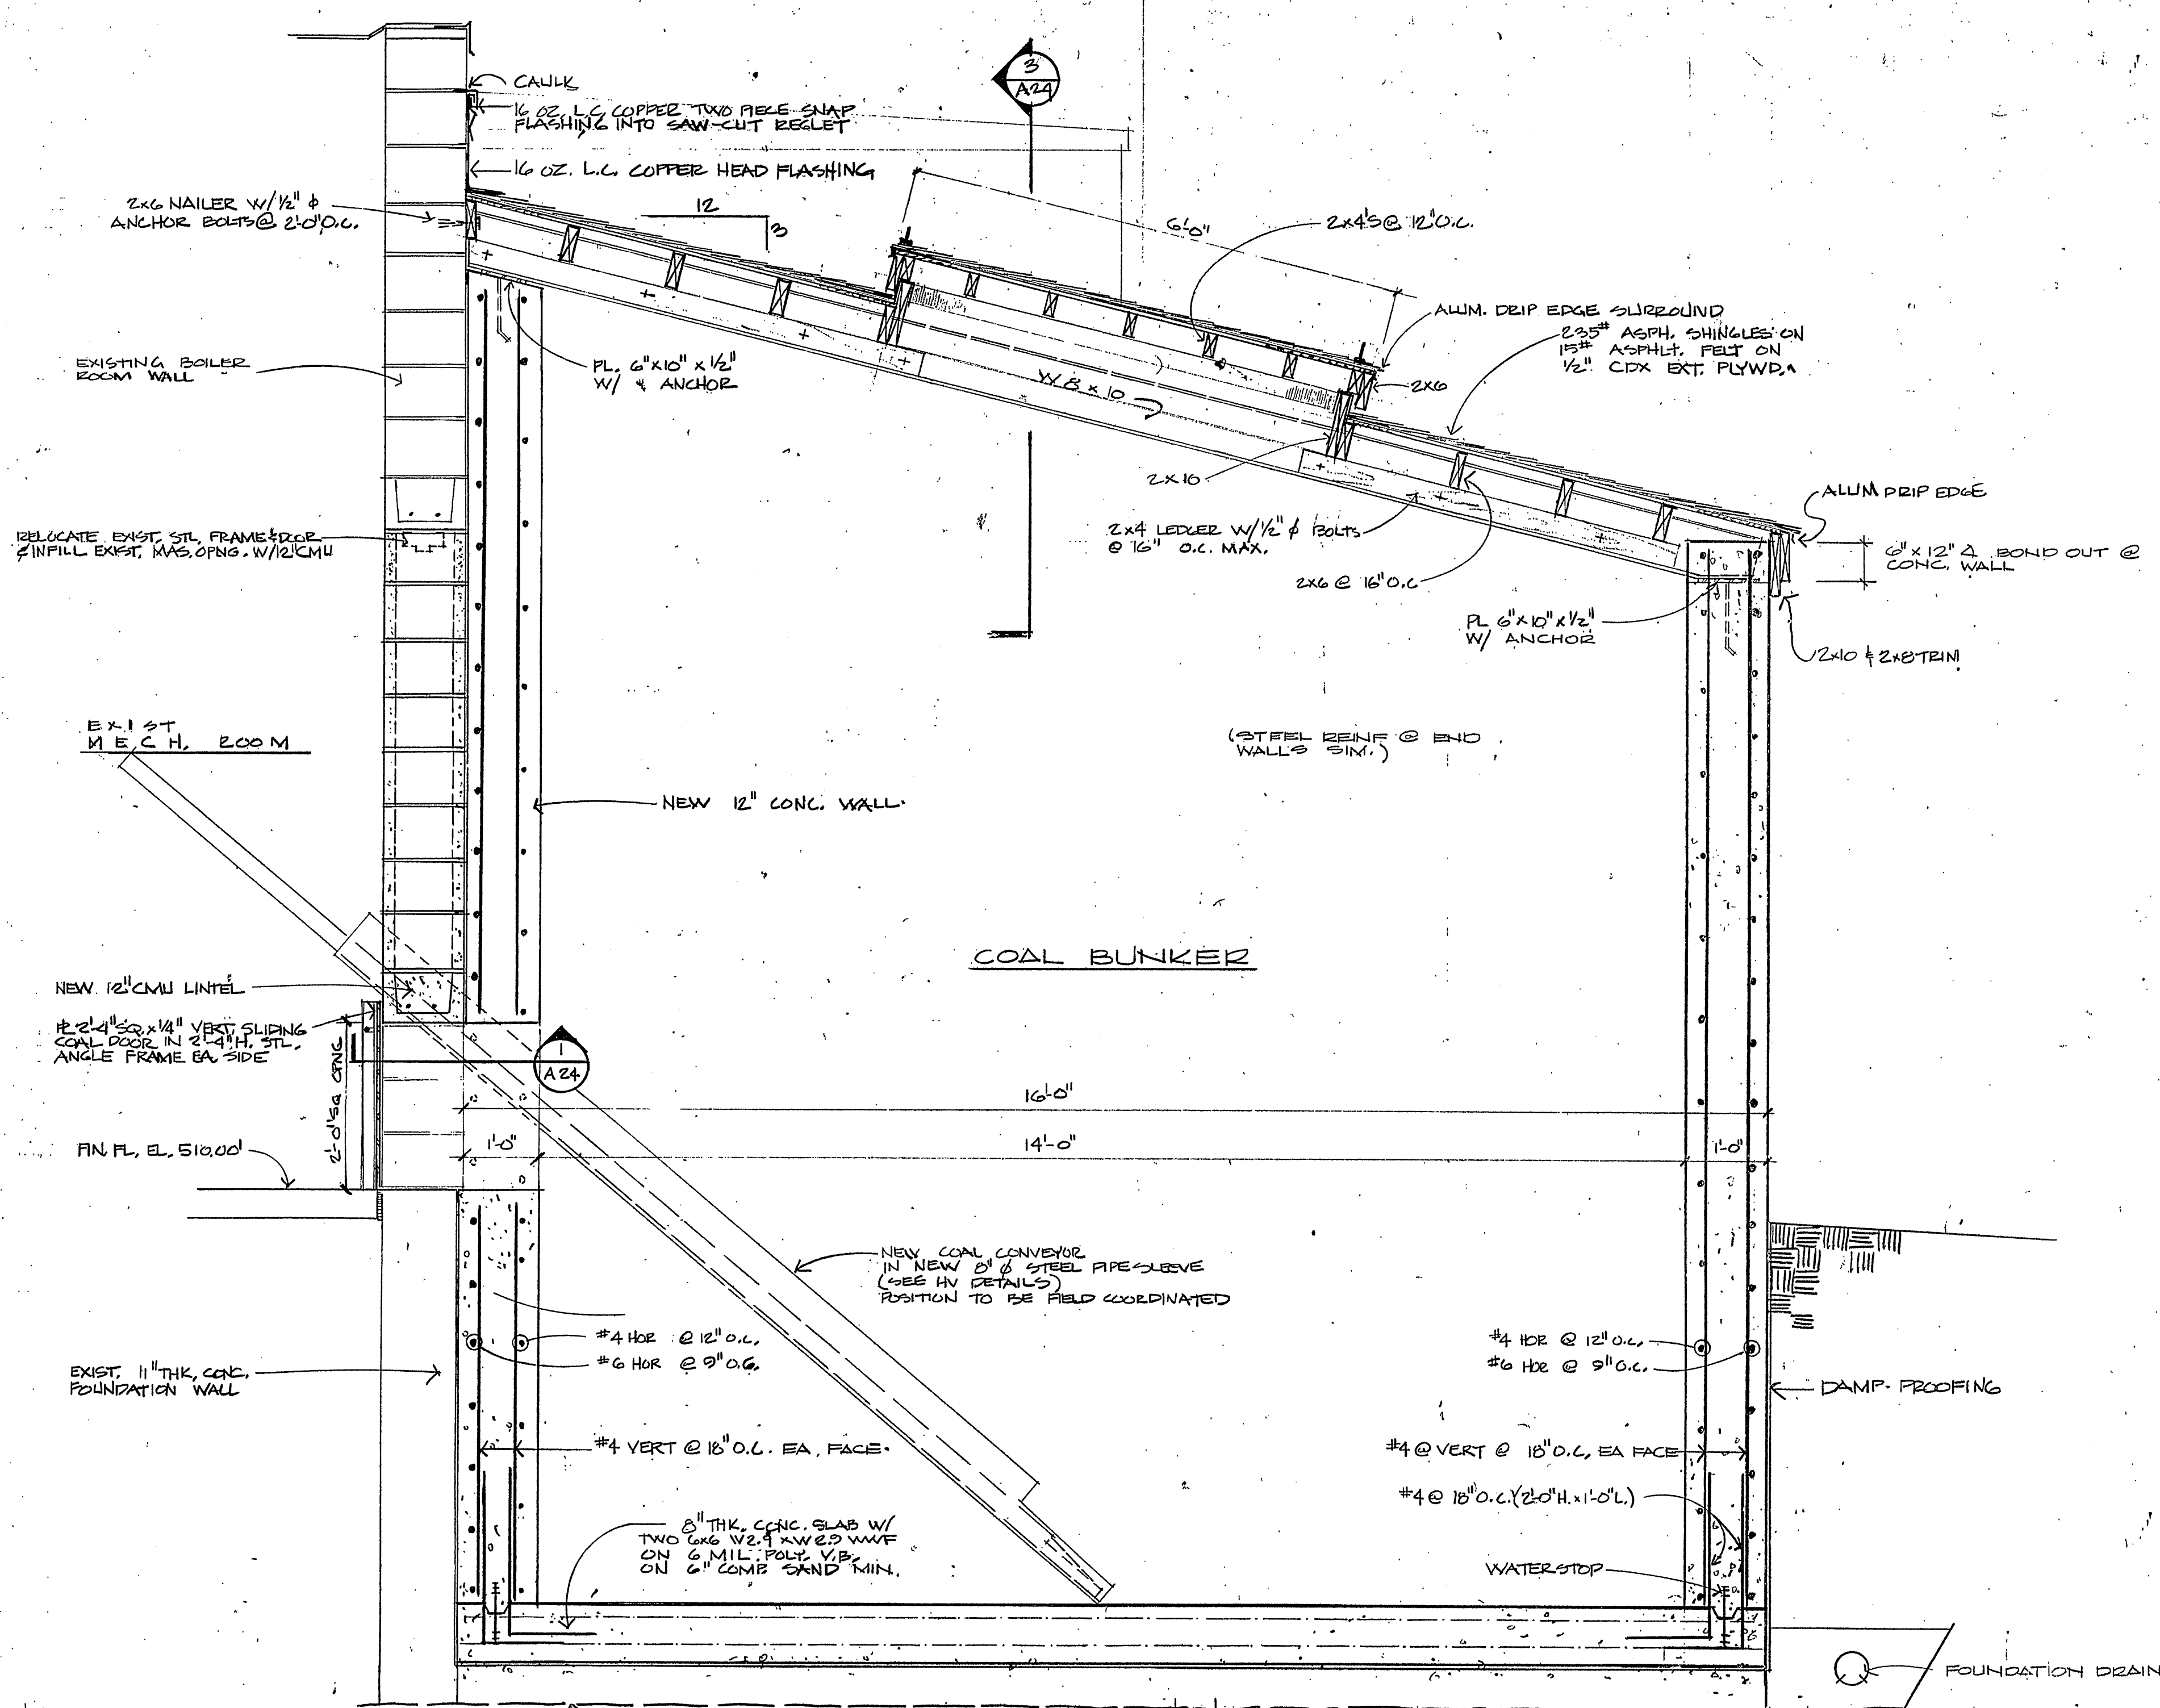 3
A24
CAULK
16 OZ. L.C. COPPER TWO PIECE SNAP
FLASHING INTO SAW-CUT REGLET
16 OZ. L.C. COPPER HEAD FLASHING
2x6 NAILER W/ 1/2" φ
ANCHOR BOLTS @ 2'-0" O.C.
12
3
6'-0"
2x4'S @ 12" O.C.
ALUM. DRIP EDGE SURROUND
235# ASPH. SHINGLES ON
15# ASPHLT. FELT ON
1/2" CDX EXT. PLYWD.
EXISTING BOILER
ROOM WALL
PL. 6"x10"x1/2"
W/ ANCHOR
W 8 x 10
2x6
2x10
ALUM DRIP EDGE
2x4 LEDGER W/ 1/2" φ BOLTS
@ 16" O.C. MAX.
RELOCATE EXIST. STL. FRAME & DOOR
& INFILL EXIST. MAS. OPNG. W/12" CMU
6" x 12" BOND OUT @
CONC. WALL
2x6 @ 16" O.C
PL 6"x10"x1/2"
W/ ANCHOR
2x10 & 2x8 TRIM
EXIST
MECH. ROOM
(STEEL REINF @ END
WALLS SIM.)
NEW 12" CONC. WALL.
COAL BUNKER
NEW 12" CMU LINTEL
PL 2'-4" SQ. x 1/4" VERT. SLIDING
COAL DOOR IN 2'-4" H. STL.
ANGLE FRAME EA. SIDE
1
A24
2'-0" SQ OPNG
16'-0"
FIN. FL. EL. 510.00'
1'-0"
14'-0"
1'-0"
NEW COAL CONVEYOR
IN NEW 8" φ STEEL PIPE SLEEVE
(SEE HV DETAILS)
POSITION TO BE FIELD COORDINATED
#4 HOR @ 12" O.C.
#6 HOR @ 9" O.C.
#4 HOR @ 12" O.C.
#6 HOR @ 9" O.C.
EXIST. 11" THK. CONC.
FOUNDATION WALL
DAMP-PROOFING
#4 VERT @ 18" O.C. EA. FACE.
#4 @ VERT @ 18" O.C. EA FACE
#4 @ 18" O.C. (2'-0" H. x 1'-0" L.)
8" THK. CONC. SLAB W/
TWO 6x6 W2.9 x W2.9 WWF
ON 6 MIL. POLY. V.B.
ON 6" COMP. SAND MIN.
WATERSTOP
FOUNDATION DRAIN